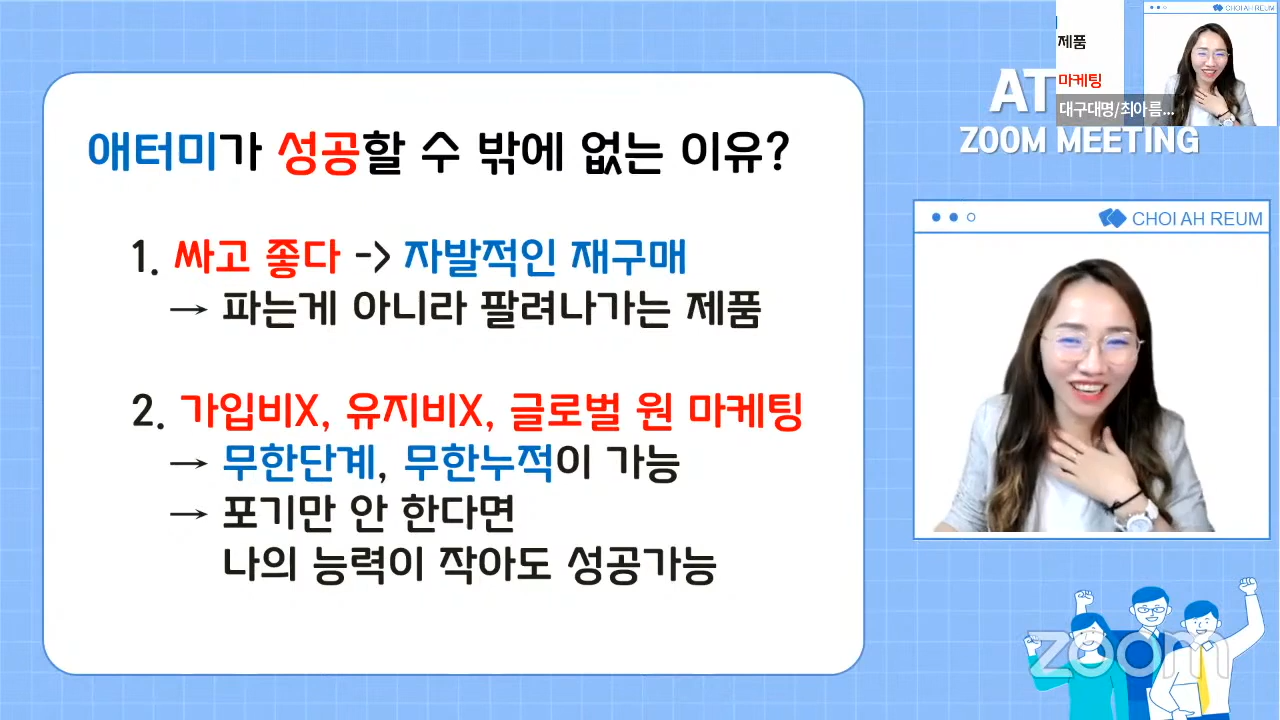 애터미가 성공할 수 밖에 없는 이유?
1. 싸고 좋다 -> 자발적인 재구매
→ 파는게 아니라 팔려나가는 제품
2. 가입비X, 유지비X, 글로벌 원 마케팅
→ 무한단계, 무한누적이 가능
→ 포기만 안 한다면
나의 능력이 작아도 성공가능
제품
마케팅
대구대명/최아름...
CHOI AH REUM
AT
ZOOM MEETING
CHOI AH REUM
zoom